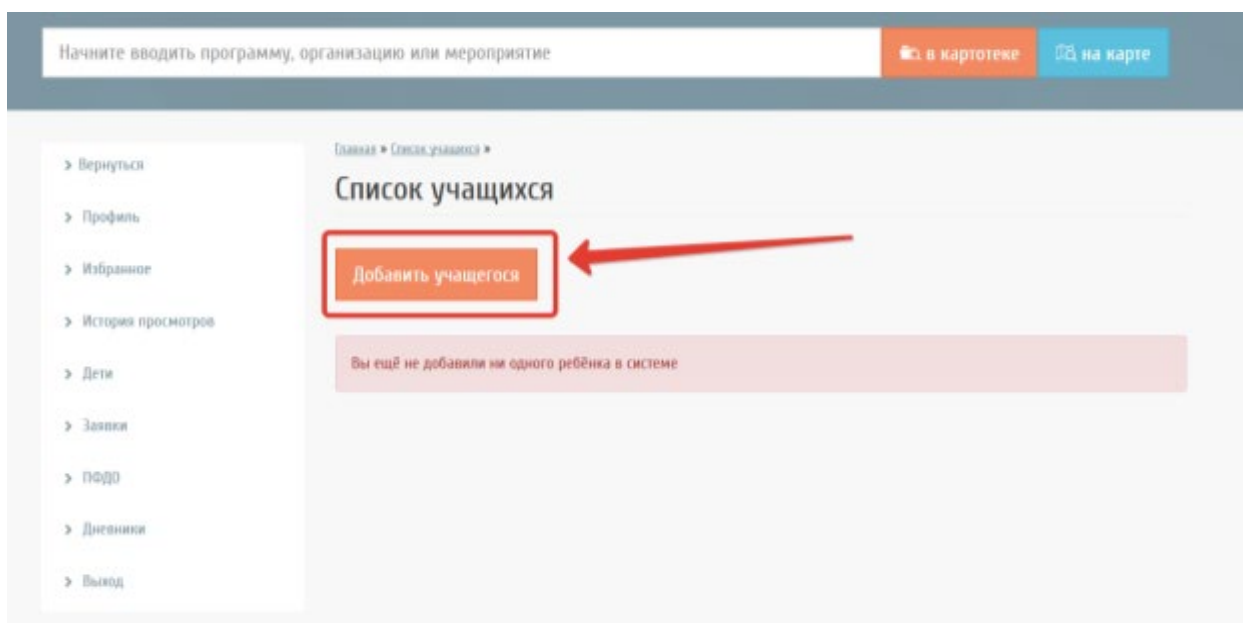 Начните вводить программу, организацию или мероприятие
в картотеке
на карте
Главная » Список учащихся »
Список учащихся
Добавить учащегося
Вы ещё не добавили ни одного ребёнка в системе
> Вернуться
> Профиль
> Избранное
> История просмотров
> Дети
> Заявки
> ПФДО
> Дневники
> Выход